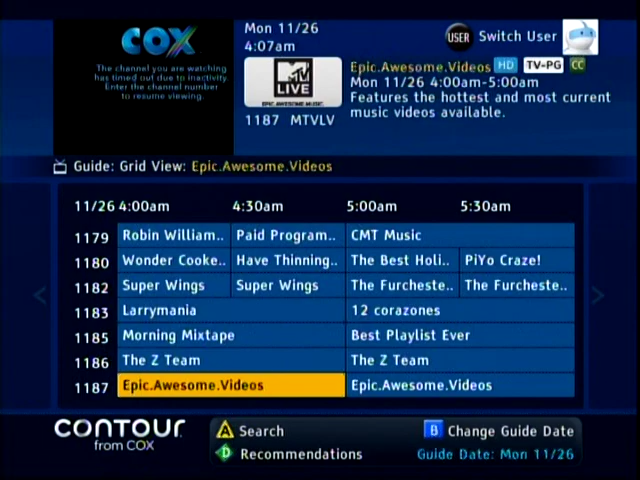 COX
The channel you are watching
has timed out due to inactivity.
Enter the channel number
to resume viewing.
Mon 11/26
4:07am
USER Switch User
MTV
LIVE
EPIC.AWESOME.MUSIC.
1187 MTVLV
Epic.Awesome.Videos HD TV-PG CC
Mon 11/26 4:00am-5:00am
Features the hottest and most current
music videos available.
Guide: Grid View: Epic.Awesome.Videos
11/26 4:00am 4:30am 5:00am 5:30am
1179 Robin William.. Paid Program.. CMT Music
1180 Wonder Cooke.. Have Thinning.. The Best Holi.. PiYo Craze!
1182 Super Wings Super Wings The Furcheste.. The Furcheste..
1183 Larrymania 12 corazones
1185 Morning Mixtape Best Playlist Ever
1186 The Z Team The Z Team
1187 Epic.Awesome.Videos Epic.Awesome.Videos
contour
from COX
A Search B Change Guide Date
D Recommendations Guide Date: Mon 11/26